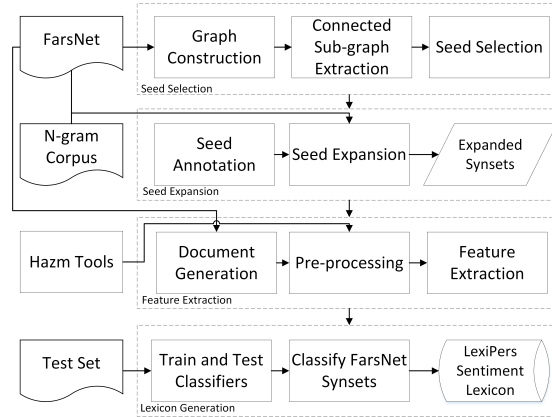 FarsNet
Graph
Construction
Connected
Sub-graph
Extraction
Seed Selection
Seed Selection
N-gram
Corpus
Seed
Annotation
Seed Expansion
Expanded
Synsets
Seed Expansion
Hazm Tools
Document
Generation
Pre-processing
Feature
Extraction
Feature Extraction
Test Set
Train and Test
Classifiers
Classify FarsNet
Synsets
LexiPers
Sentiment
Lexicon
Lexicon Generation